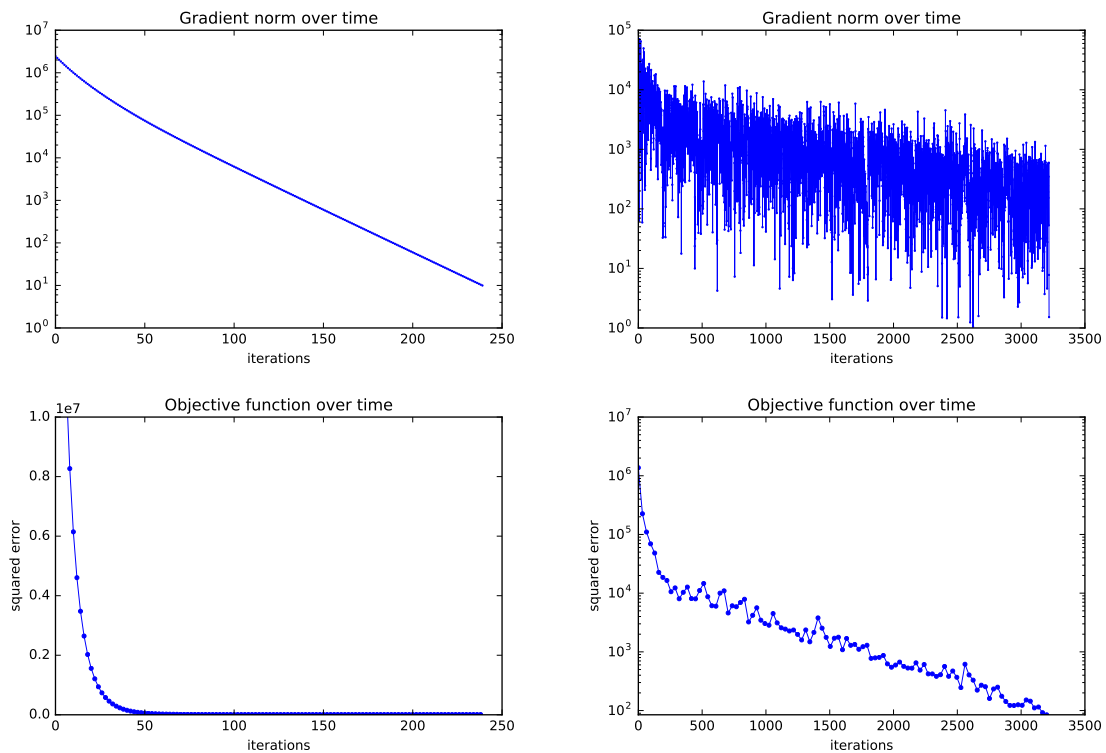 Gradient norm over time
10^7
10^6
10^5
10^4
10^3
10^2
10^1
10^0
0 50 100 150 200 250
iterations
Gradient norm over time
10^5
10^4
10^3
10^2
10^1
10^0
0 500 1000 1500 2000 2500 3000 3500
iterations
Objective function over time
1e7
squared error
1.0
0.8
0.6
0.4
0.2
0.0
0 50 100 150 200 250
iterations
Objective function over time
squared error
10^7
10^6
10^5
10^4
10^3
10^2
0 500 1000 1500 2000 2500 3000 3500
iterations